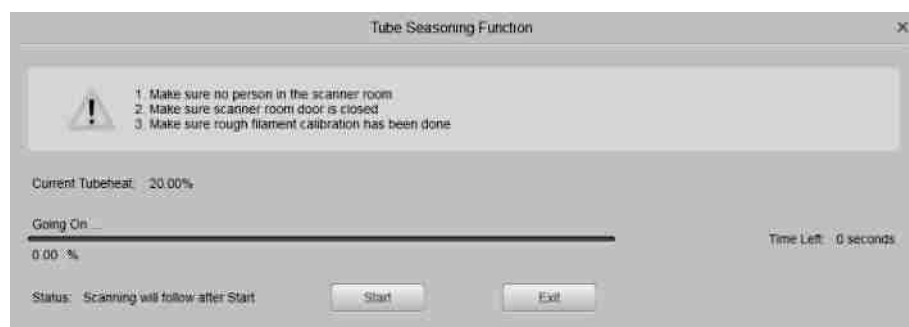 Tube Seasoning Function
1. Make sure no person in the scanner room
2. Make sure scanner room door is closed
3. Make sure rough filament calibration has been done
Current Tubeheat: 20.00%
Going On ...
Time Left: 0 seconds
0.00 %
Status: Scanning will follow after Start
Start
Exit